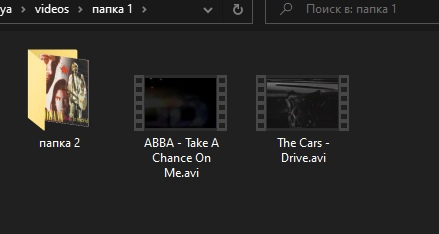 ya > videos > папка 1 >
Поиск в: папка 1
папка 2
ABBA - Take A
Chance On
Me.avi
The Cars -
Drive.avi